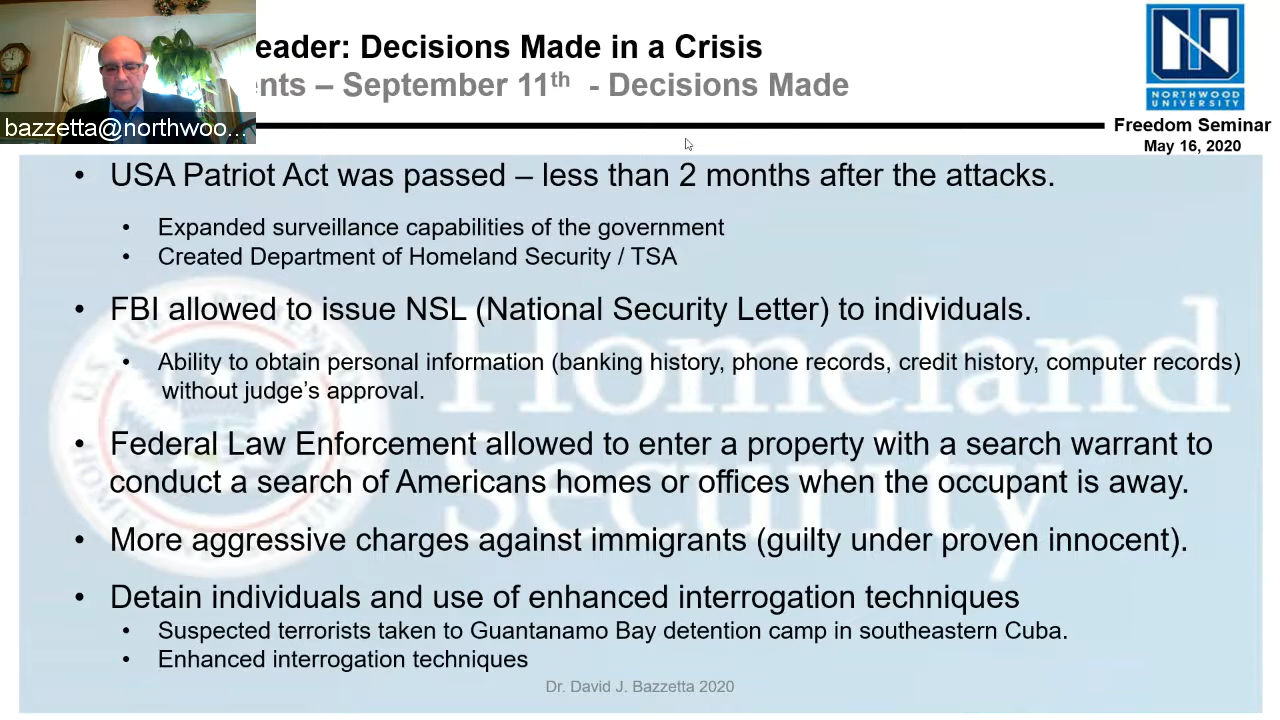 eader: Decisions Made in a Crisis
nts – September 11th - Decisions Made
bazzetta@northwoo...
NORTHWOOD
UNIVERSITY
Freedom Seminar
May 16, 2020
• USA Patriot Act was passed – less than 2 months after the attacks.
• Expanded surveillance capabilities of the government
• Created Department of Homeland Security / TSA
• FBI allowed to issue NSL (National Security Letter) to individuals.
• Ability to obtain personal information (banking history, phone records, credit history, computer records)
without judge's approval.
• Federal Law Enforcement allowed to enter a property with a search warrant to
conduct a search of Americans homes or offices when the occupant is away.
• More aggressive charges against immigrants (guilty under proven innocent).
• Detain individuals and use of enhanced interrogation techniques
• Suspected terrorists taken to Guantanamo Bay detention camp in southeastern Cuba.
• Enhanced interrogation techniques
Homeland
Security
Dr. David J. Bazzetta 2020